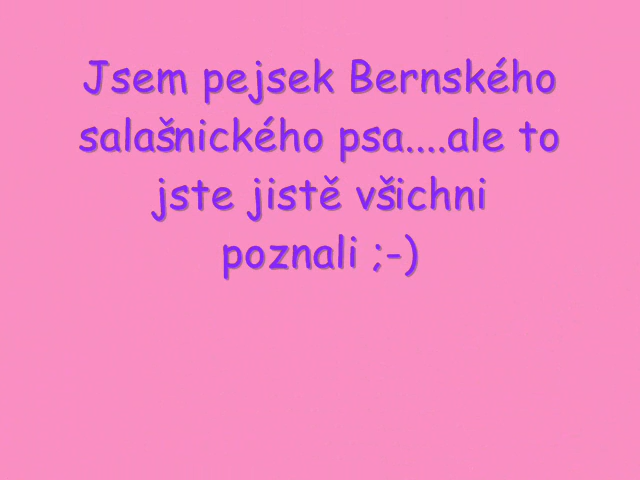 Jsem pejsek Bernského
salašnického psa....ale to
jste jistě všichni
poznali ;-)